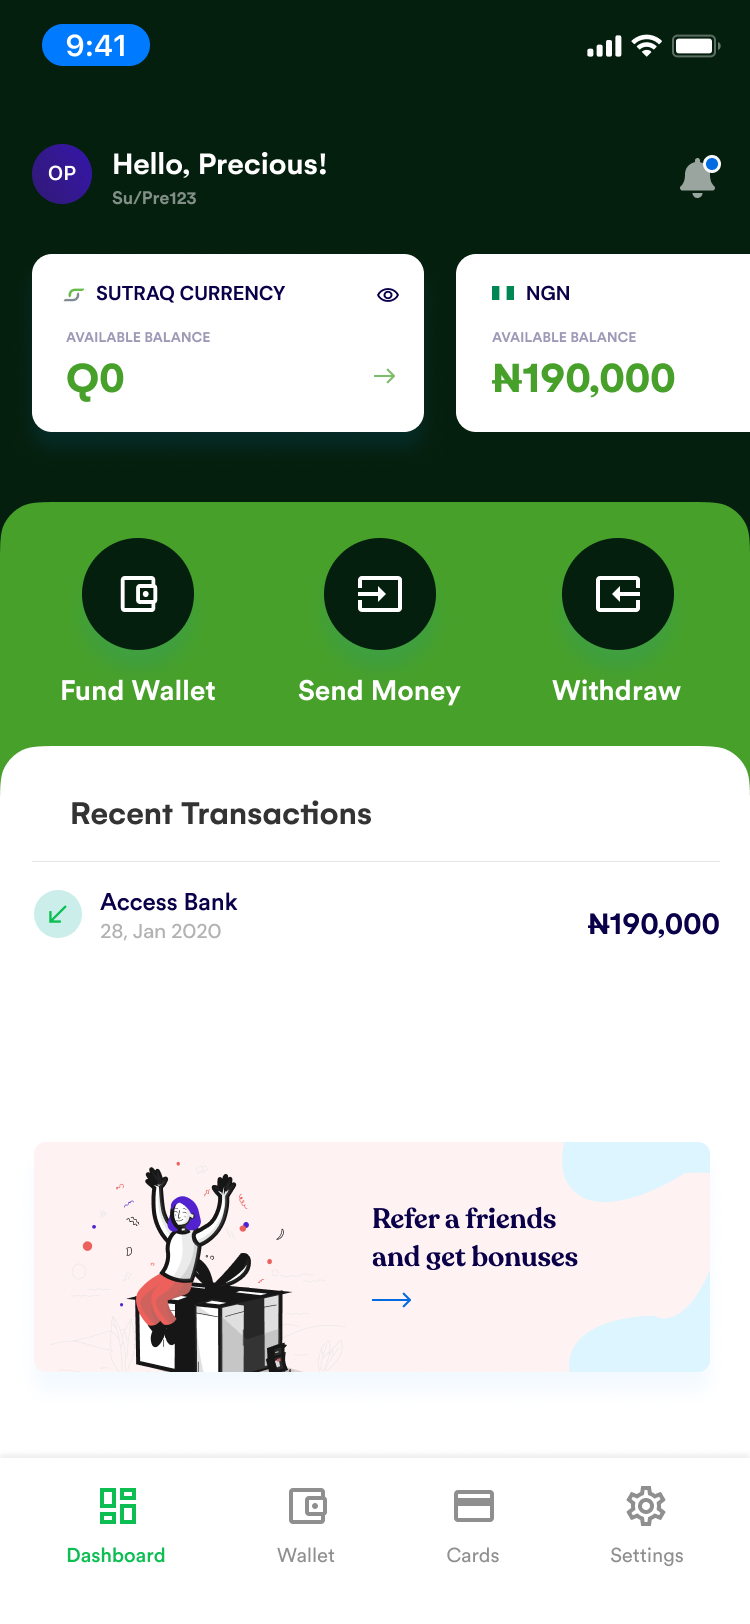 9:41
OP
Hello, Precious!
Su/Pre123
SUTRAQ CURRENCY
AVAILABLE BALANCE
Q0
NGN
AVAILABLE BALANCE
₦190,000
Fund Wallet
Send Money
Withdraw
Recent Transactions
Access Bank
28, Jan 2020
₦190,000
Refer a friends
and get bonuses
Dashboard
Wallet
Cards
Settings